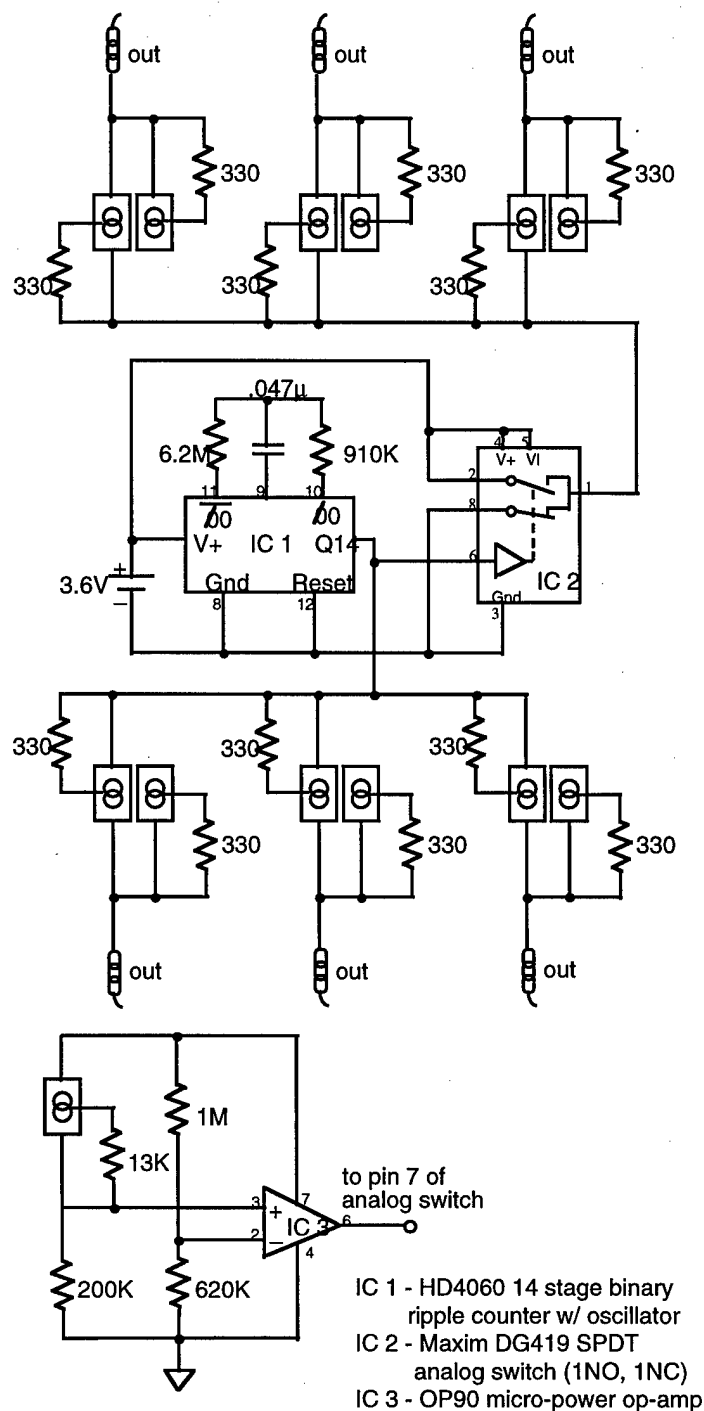 out out out
330 330 330
330 330 330
.047µ
6.2M 910K
4 5
V+ Vl
2
1
11 9 10
00 00
8
V+ IC 1 Q14
6
IC 2
3.6V + −
Gnd Reset
8 12
Gnd
3
330 330 330
330 330 330
out out out
1M
13K
to pin 7 of
analog switch
3 + 7
IC 3 6
2 − 4
200K 620K
IC 1 - HD4060 14 stage binary
ripple counter w/ oscillator
IC 2 - Maxim DG419 SPDT
analog switch (1NO, 1NC)
IC 3 - OP90 micro-power op-amp